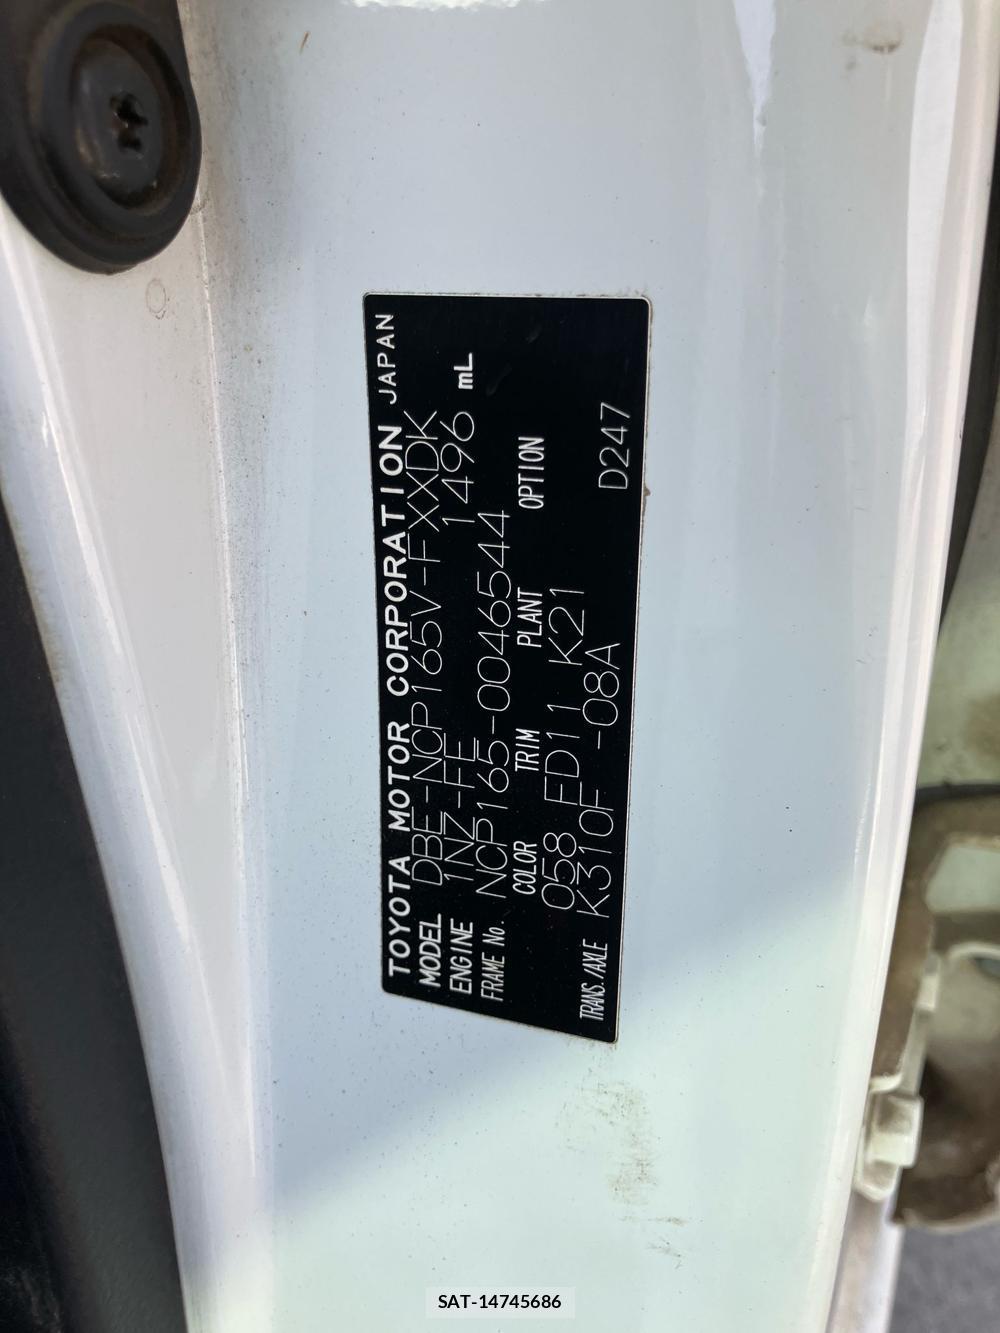 TOYOTA MOTOR CORPORATION JAPAN
MODEL DBE-NCP165V-FXXDK
ENGINE 1NZ-FE 1496 mL
FRAME No. NCP165-0046544
COLOR TRIM PLANT OPTION
058 FD11 K21
TRANS./AXLE K310F -08A D247
SAT-14745686